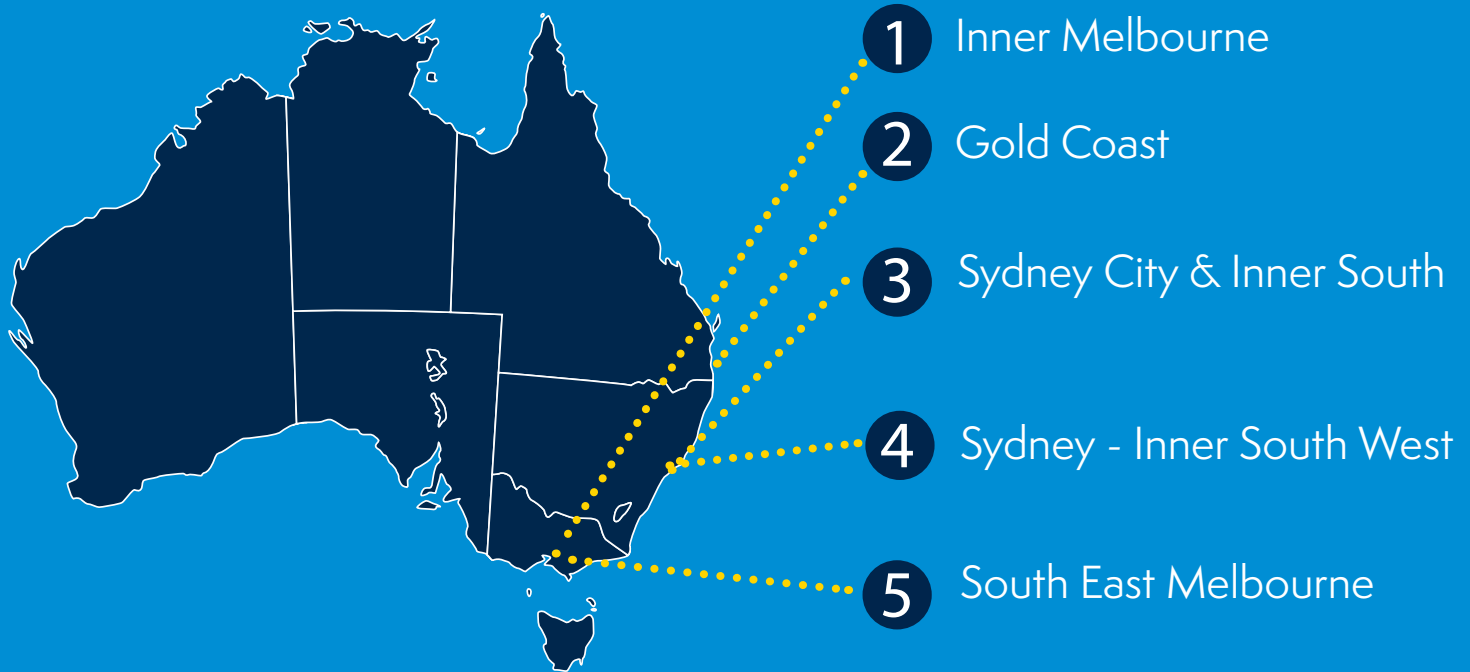 1 Inner Melbourne
2 Gold Coast
3 Sydney City & Inner South
4 Sydney - Inner South West
5 South East Melbourne